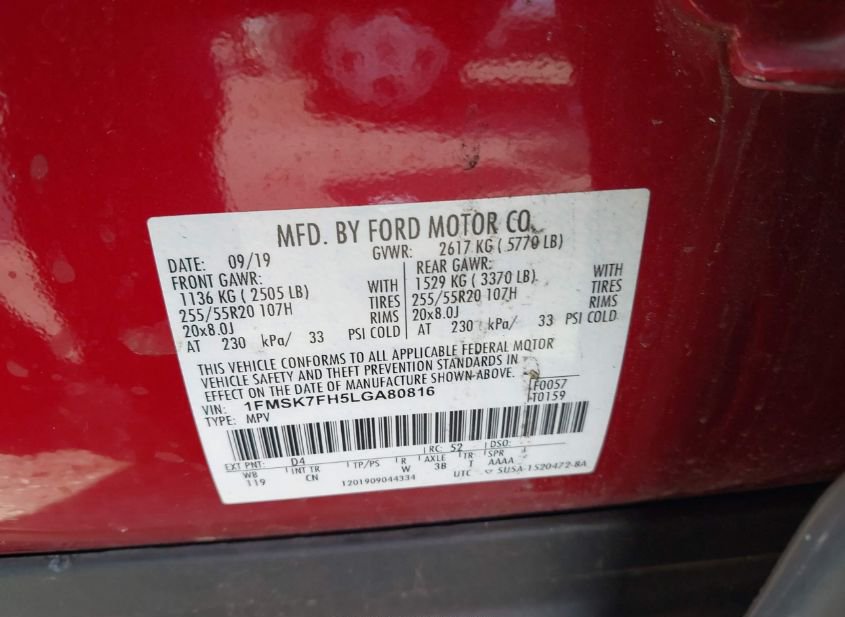 MFD. BY FORD MOTOR CO.
DATE: 09/19 GVWR: 2617 KG ( 5770 LB)
FRONT GAWR: REAR GAWR:
1136 KG ( 2505 LB) WITH 1529 KG ( 3370 LB) WITH
255/55R20 107H TIRES 255/55R20 107H TIRES
20x8.0J RIMS 20x8.0J RIMS
AT 230 kPa/ 33 PSI COLD AT 230 kPa/ 33 PSI COLD
THIS VEHICLE CONFORMS TO ALL APPLICABLE FEDERAL MOTOR
VEHICLE SAFETY AND THEFT PREVENTION STANDARDS IN
EFFECT ON THE DATE OF MANUFACTURE SHOWN ABOVE.
VIN: 1FMSK7FH5LGA80816 F0057
TYPE: MPV T0159
EXT PNT: D4 RC: 52 DSO:
WB INT TR TP/PS R AXLE TR SPR
119 CN W 3B T AAAA
1201909044334 UTC SU5A-1520472-BA